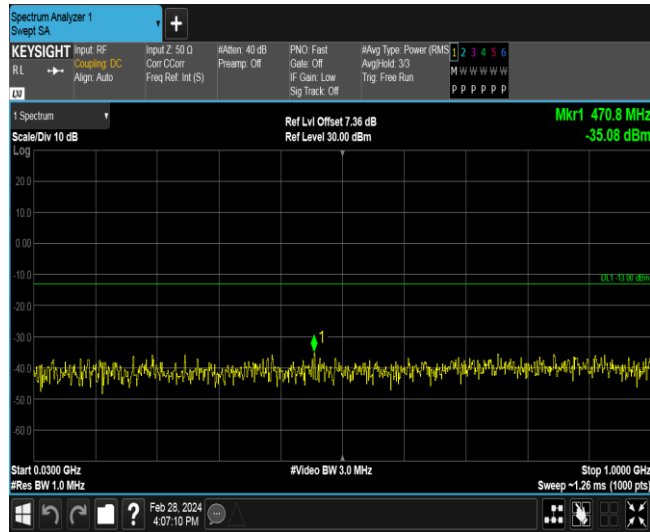 Spectrum Analyzer 1
Swept SA
+
KEYSIGHT Input: RF Input Z: 50 Ω #Atten: 40 dB PNO: Fast #Avg Type: Power (RMS 1 2 3 4 5 6
RL Coupling: DC Corr CCorr Preamp: Off Gate: Off Avg|Hold: 3/3 M W W W W W
Align: Auto Freq Ref: Int (S) IF Gain: Low Trig: Free Run
LXI Sig Track: Off P P P P P P
1 Spectrum Ref Lvl Offset 7.36 dB Mkr1 470.8 MHz
Scale/Div 10 dB Ref Level 30.00 dBm -35.08 dBm
Log
20.0
10.0
0.00
-10.0
DL1 -13.00 dBm
-20.0
-30.0
1
-40.0
-50.0
-60.0
Start 0.0300 GHz #Video BW 3.0 MHz Stop 1.0000 GHz
#Res BW 1.0 MHz Sweep ~1.26 ms (1000 pts)
? Feb 28, 2024
4:07:10 PM